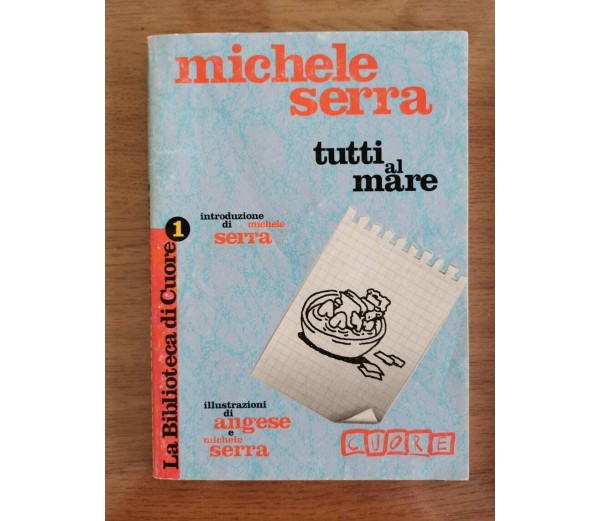 michele
serra
tutti
al
mare
introduzione
di michele
serra
La Biblioteca di Cuore 1
illustrazioni
di
angese
e
michele
serra
CUORE